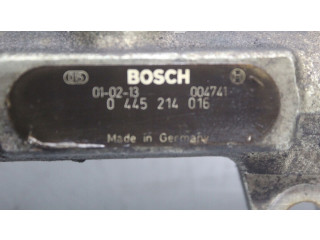 BOSCH
01-02-13 004741
0 445 214 016
Made in Germany